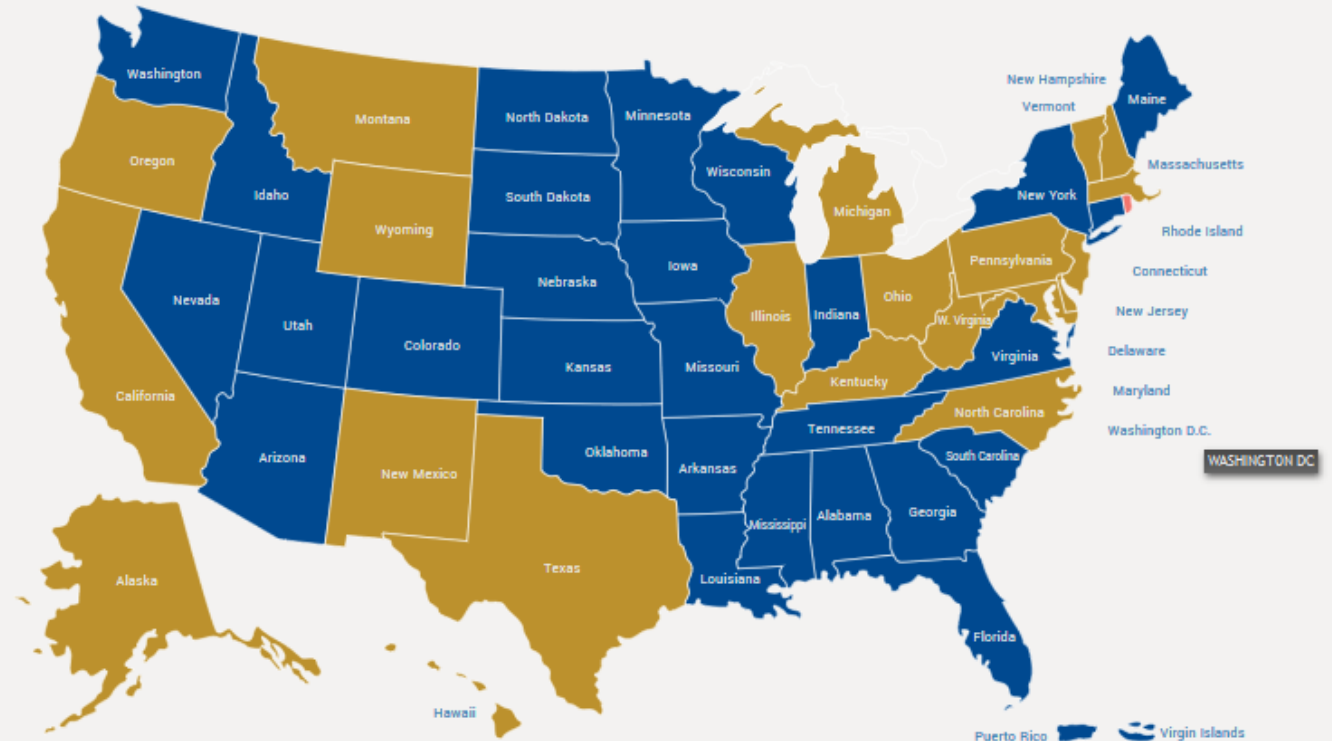 New Hampshire
Washington
Vermont
Maine
Montana
North Dakota
Minnesota
Oregon
Massachusetts
Wisconsin
Idaho
South Dakota
New York
Michigan
Wyoming
Rhode Island
Pennsylvania
Iowa
Connecticut
Nebraska
Nevada
Ohio
Illinois
Indiana
New Jersey
Utah
W. Virginia
Colorado
Virginia
Delaware
Kansas
Missouri
Kentucky
Maryland
California
North Carolina
Tennessee
Washington D.C.
Arizona
Oklahoma
South Carolina
WASHINGTON DC
New Mexico
Arkansas
Georgia
Mississippi
Alabama
Texas
Alaska
Louisiana
Florida
Hawaii
Puerto Rico
Virgin Islands